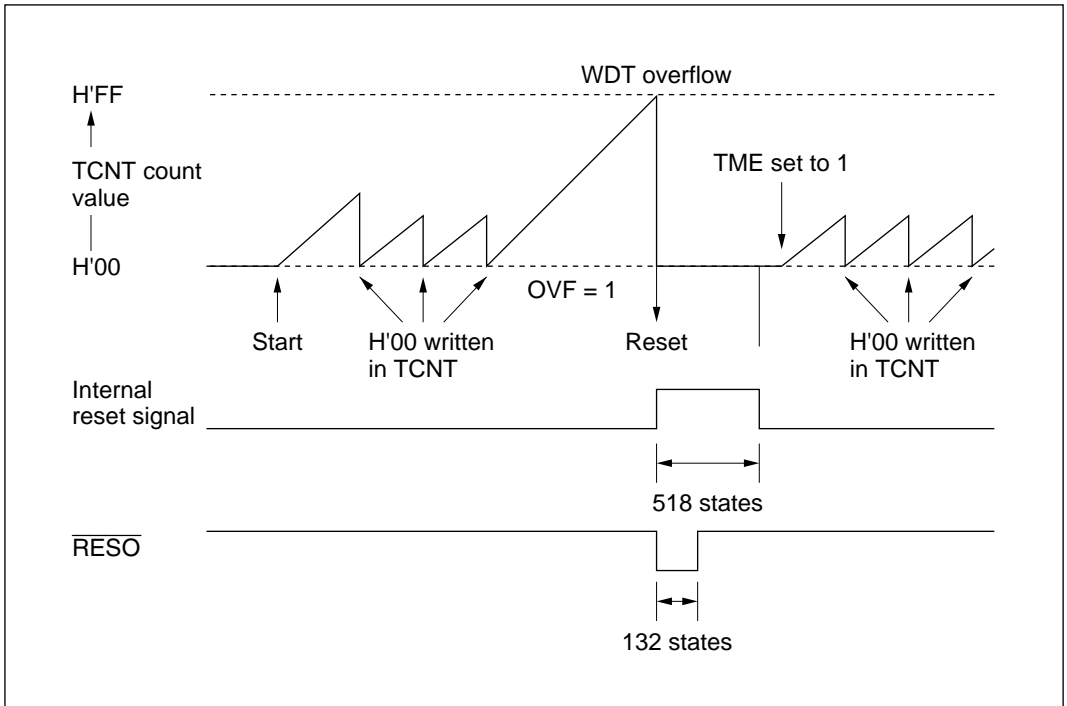 WDT overflow
H'FF
TCNT count
value
TME set to 1
H'00
OVF = 1
Start
H'00 written
in TCNT
Reset
H'00 written
in TCNT
Internal
reset signal
518 states
RESO
132 states